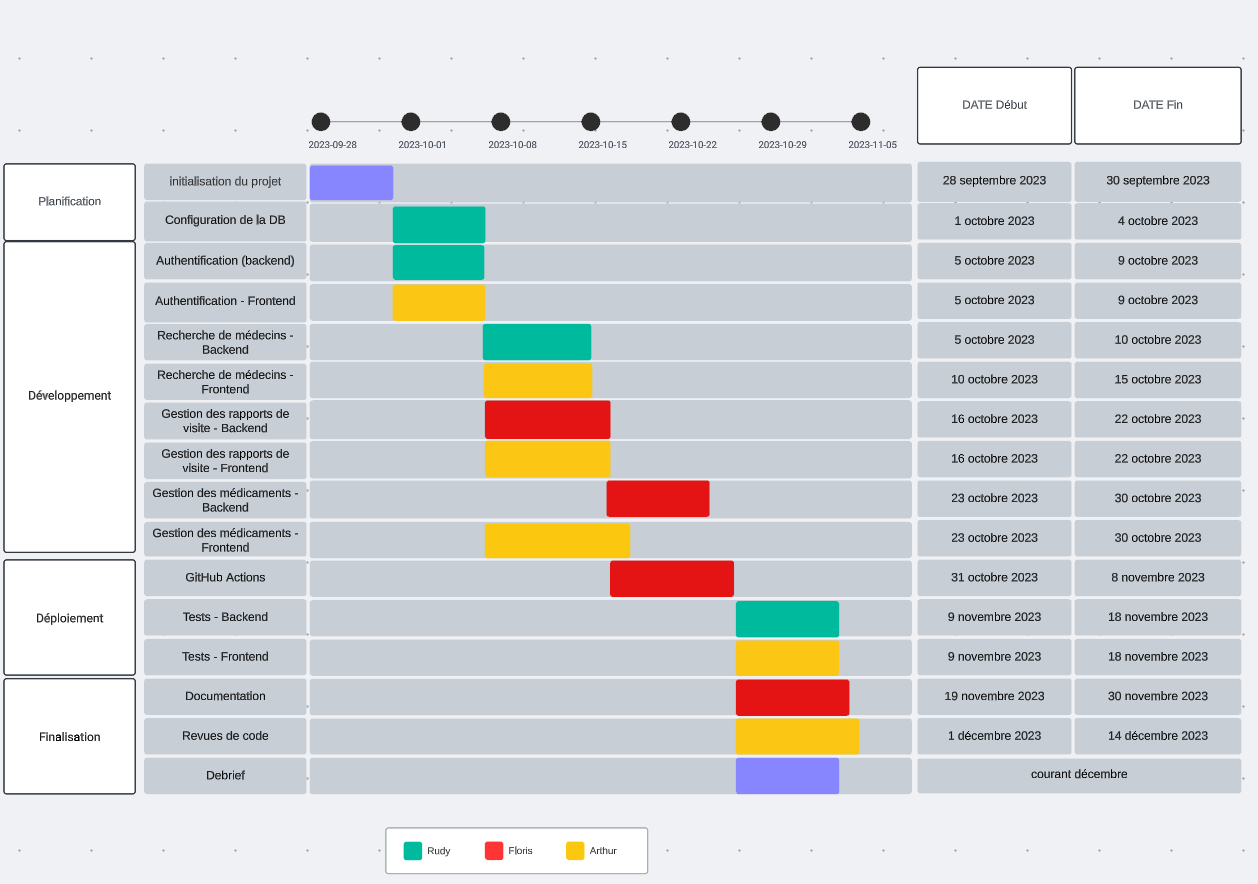 DATE Début DATE Fin
2023-09-28 2023-10-01 2023-10-08 2023-10-15 2023-10-22 2023-10-29 2023-11-05
Planification
initialisation du projet 28 septembre 2023 30 septembre 2023
Configuration de la DB 1 octobre 2023 4 octobre 2023
Développement
Authentification (backend) 5 octobre 2023 9 octobre 2023
Authentification - Frontend 5 octobre 2023 9 octobre 2023
Recherche de médecins -
Backend 5 octobre 2023 10 octobre 2023
Recherche de médecins -
Frontend 10 octobre 2023 15 octobre 2023
Gestion des rapports de
visite - Backend 16 octobre 2023 22 octobre 2023
Gestion des rapports de
visite - Frontend 16 octobre 2023 22 octobre 2023
Gestion des médicaments -
Backend 23 octobre 2023 30 octobre 2023
Gestion des médicaments -
Frontend 23 octobre 2023 30 octobre 2023
Déploiement
GitHub Actions 31 octobre 2023 8 novembre 2023
Tests - Backend 9 novembre 2023 18 novembre 2023
Tests - Frontend 9 novembre 2023 18 novembre 2023
Finalisation
Documentation 19 novembre 2023 30 novembre 2023
Revues de code 1 décembre 2023 14 décembre 2023
Debrief courant décembre
Rudy Floris Arthur